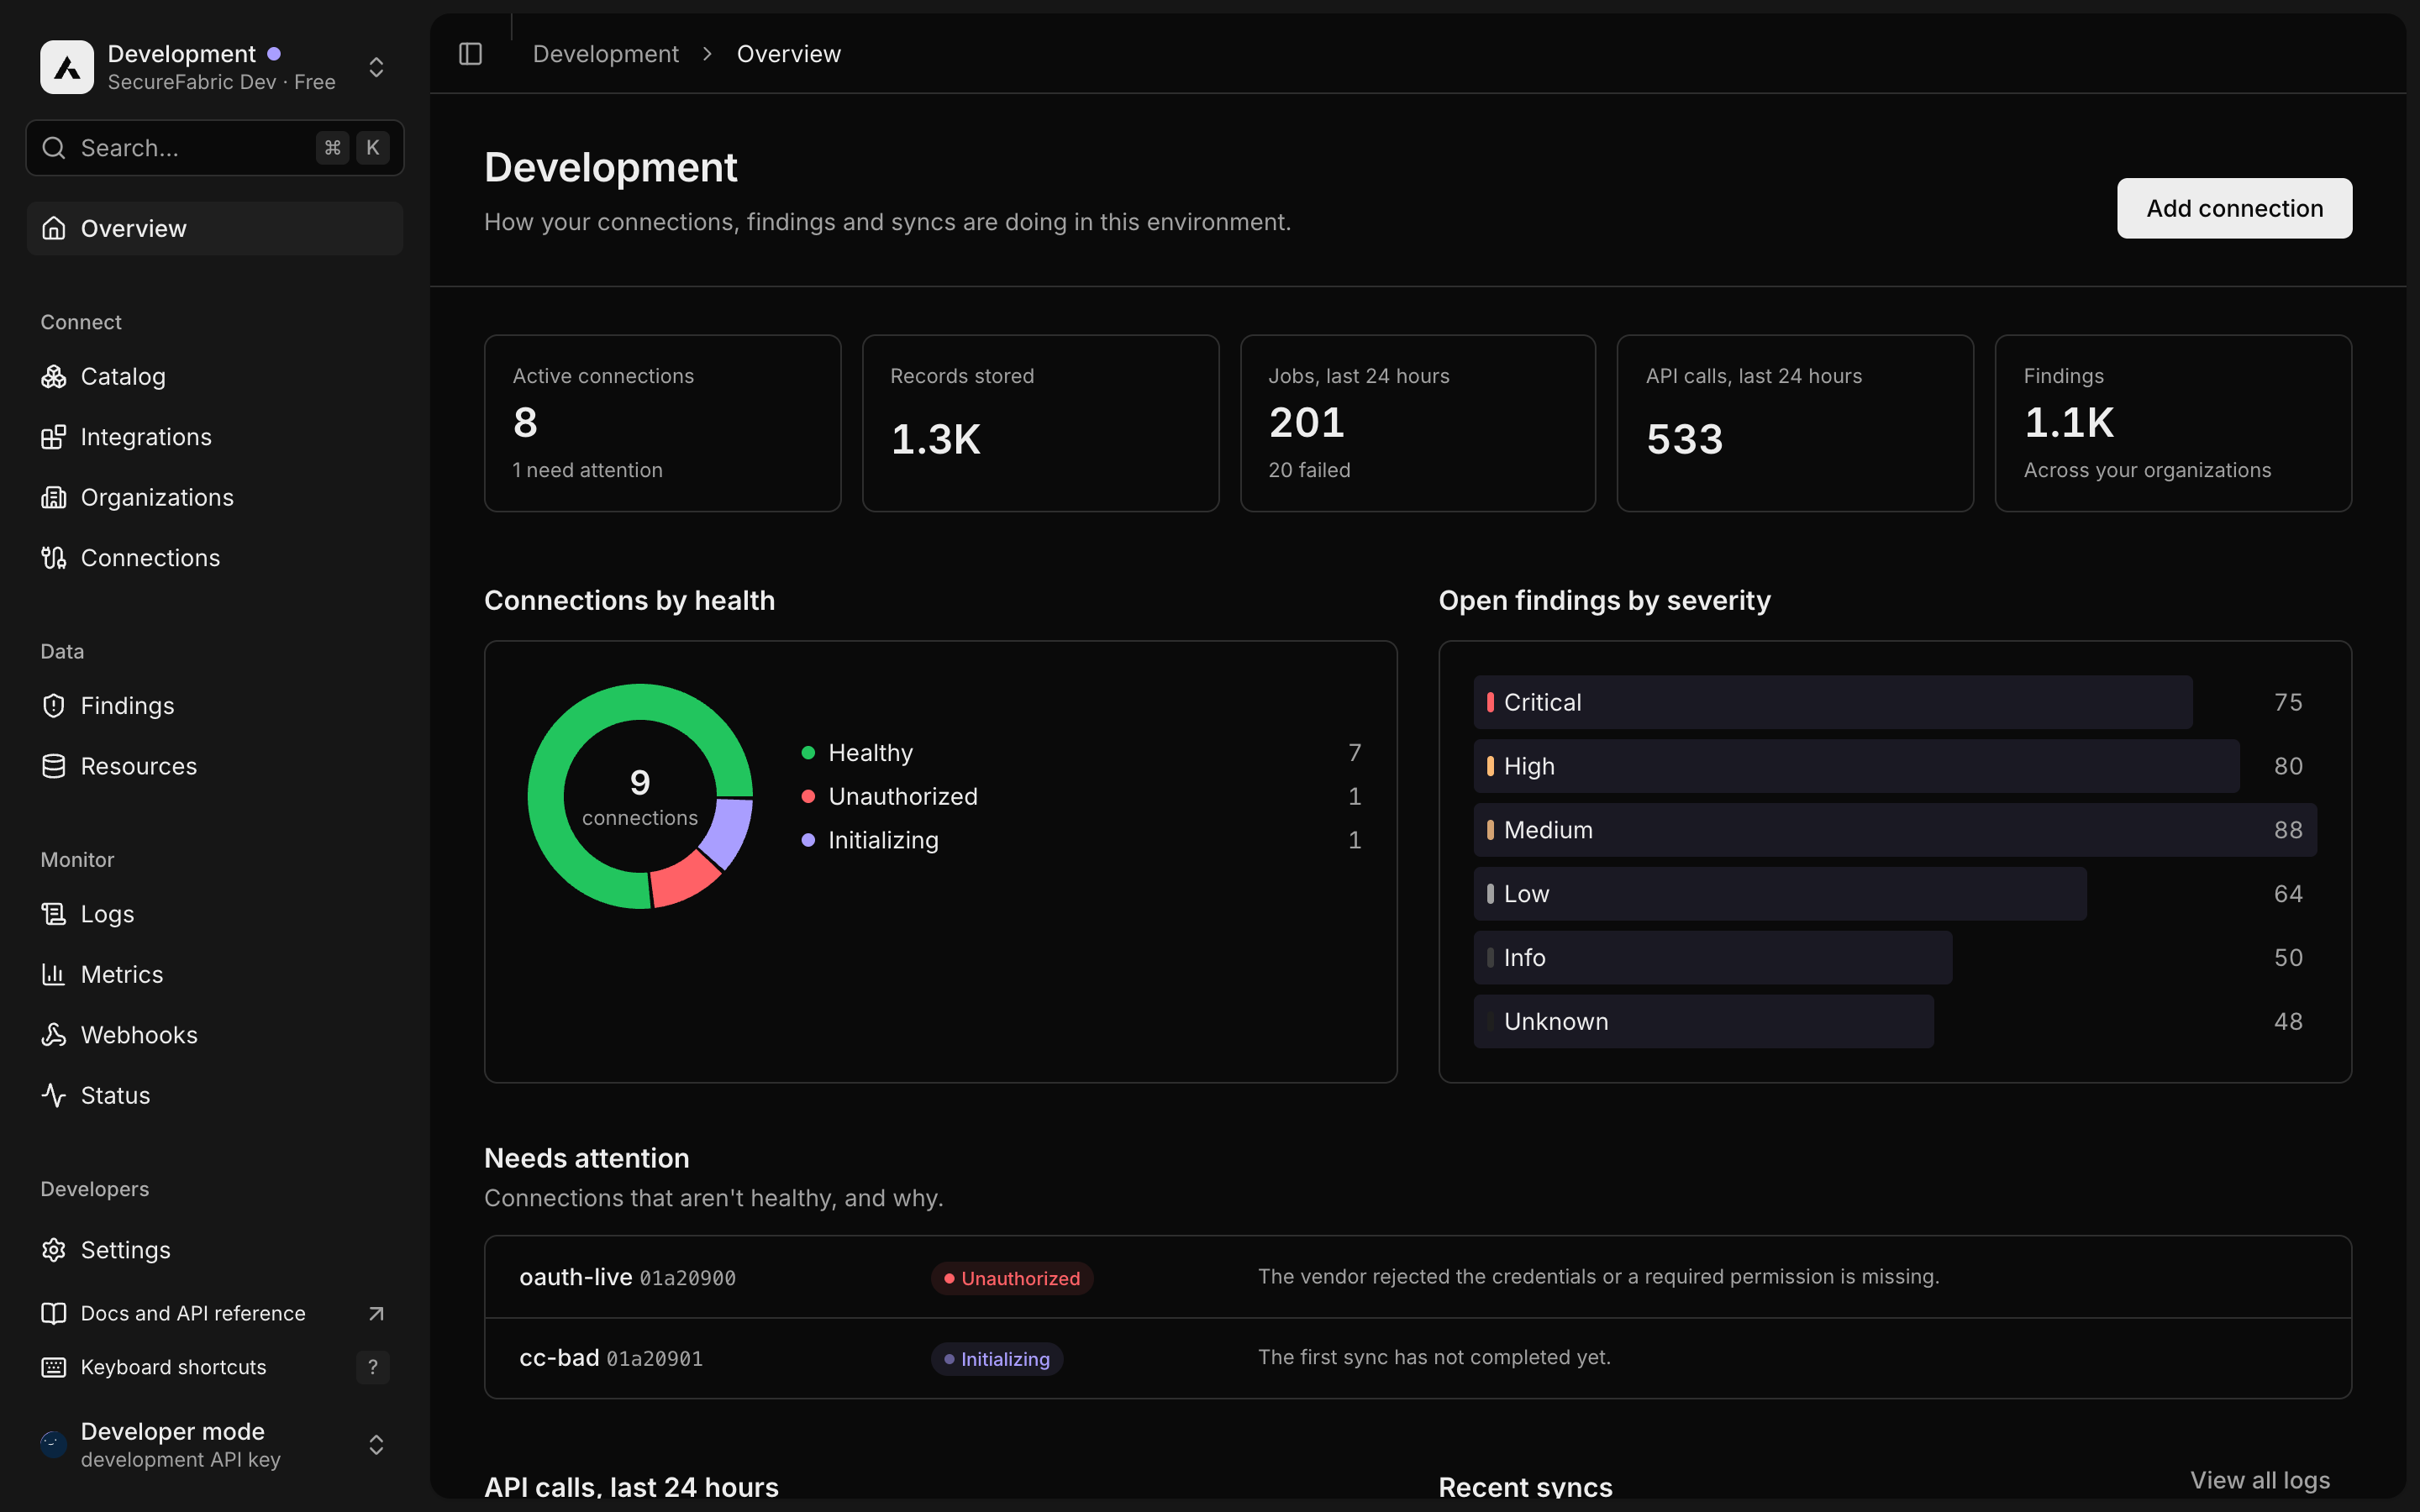 Development
SecureFabric Dev · Free
Search...
⌘ K
Overview
Connect
Catalog
Integrations
Organizations
Connections
Data
Findings
Resources
Monitor
Logs
Metrics
Webhooks
Status
Developers
Settings
Docs and API reference
Keyboard shortcuts ?
Developer mode
development API key
Development > Overview
Development
How your connections, findings and syncs are doing in this environment.
Add connection
Active connections
8
1 need attention
Records stored
1.3K
Jobs, last 24 hours
201
20 failed
API calls, last 24 hours
533
Findings
1.1K
Across your organizations
Connections by health
9
connections
Healthy 7
Unauthorized 1
Initializing 1
Open findings by severity
Critical 75
High 80
Medium 88
Low 64
Info 50
Unknown 48
Needs attention
Connections that aren't healthy, and why.
oauth-live 01a20900 Unauthorized The vendor rejected the credentials or a required permission is missing.
cc-bad 01a20901 Initializing The first sync has not completed yet.
API calls, last 24 hours
Recent syncs
View all logs